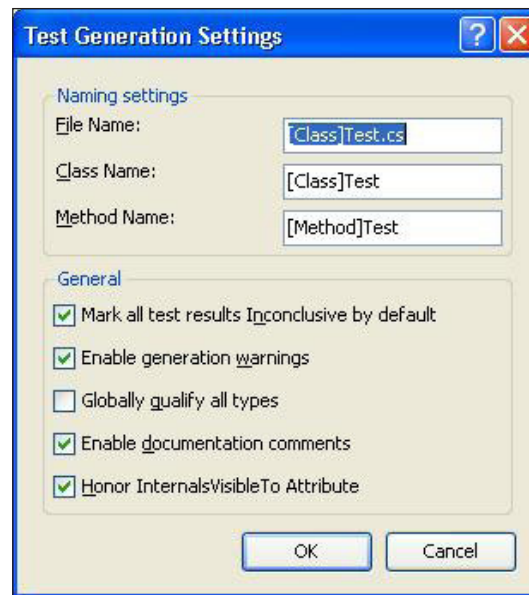 Test Generation Settings
?
X
Naming settings
File Name:
[Class]Test.cs
Class Name:
[Class]Test
Method Name:
[Method]Test
General
Mark all test results Inconclusive by default
Enable generation warnings
Globally qualify all types
Enable documentation comments
Honor InternalsVisibleTo Attribute
OK
Cancel